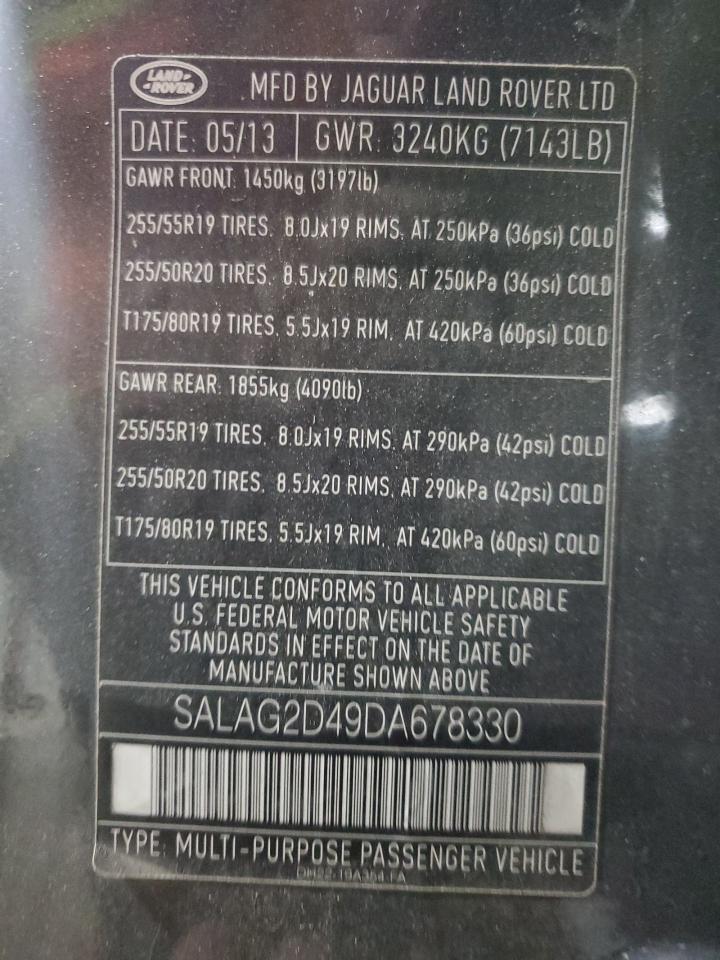 LAND-
-ROVER
MFD BY JAGUAR LAND ROVER LTD
DATE: 05/13 GWR: 3240KG (7143LB)
GAWR FRONT: 1450kg (3197lb)
255/55R19 TIRES, 8.0Jx19 RIMS, AT 250kPa (36psi) COLD
255/50R20 TIRES, 8.5Jx20 RIMS, AT 250kPa (36psi) COLD
T175/80R19 TIRES, 5.5Jx19 RIM, AT 420kPa (60psi) COLD
GAWR REAR: 1855kg (4090lb)
255/55R19 TIRES, 8.0Jx19 RIMS, AT 290kPa (42psi) COLD
255/50R20 TIRES, 8.5Jx20 RIMS, AT 290kPa (42psi) COLD
T175/80R19 TIRES, 5.5Jx19 RIM, AT 420kPa (60psi) COLD
THIS VEHICLE CONFORMS TO ALL APPLICABLE
U.S. FEDERAL MOTOR VEHICLE SAFETY
STANDARDS IN EFFECT ON THE DATE OF
MANUFACTURE SHOWN ABOVE
SALAG2D49DA678330
TYPE: MULTI-PURPOSE PASSENGER VEHICLE